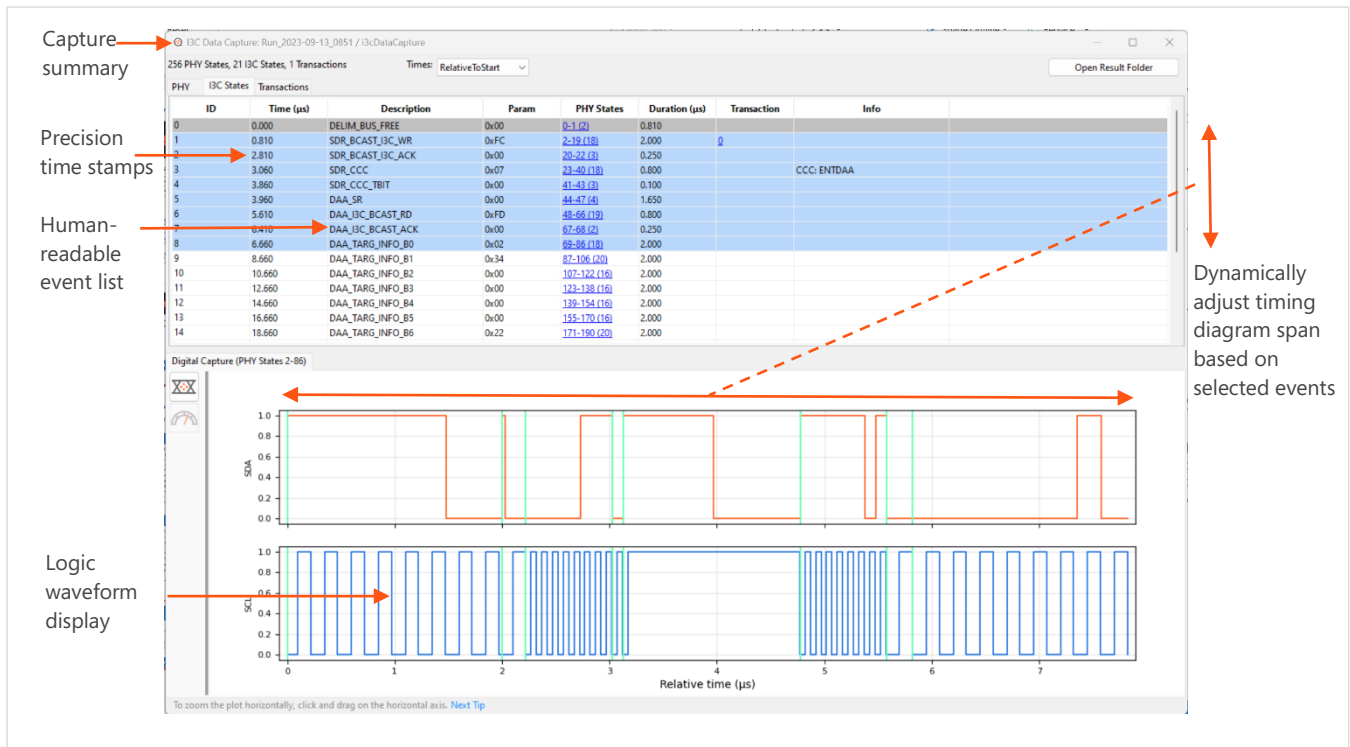 Capture
summary
I3C Data Capture: Run_2023-09-13_0851 / i3cDataCapture
256 PHY States, 21 I3C States, 1 Transactions Times: RelativeToStart Open Result Folder
PHY I3C States Transactions
ID Time (µs) Description Param PHY States Duration (µs) Transaction Info
0 0.000 DELIM_BUS_FREE 0x00 0-1 (2) 0.810
1 0.810 SDR_BCAST_I3C_WR 0xFC 2-19 (18) 2.000 0
2 2.810 SDR_BCAST_I3C_ACK 0x00 20-22 (3) 0.250
3 3.060 SDR_CCC 0x07 23-40 (18) 0.800 CCC: ENTDAA
4 3.860 SDR_CCC_TBIT 0x00 41-43 (3) 0.100
5 3.960 DAA_SR 0x00 44-47 (4) 1.650
6 5.610 DAA_I3C_BCAST_RD 0xFD 48-66 (19) 0.800
7 6.410 DAA_I3C_BCAST_ACK 0x00 67-68 (2) 0.250
8 6.660 DAA_TARG_INFO_B0 0x02 69-86 (18) 2.000
9 8.660 DAA_TARG_INFO_B1 0x34 87-106 (20) 2.000
10 10.660 DAA_TARG_INFO_B2 0x00 107-122 (16) 2.000
11 12.660 DAA_TARG_INFO_B3 0x00 123-138 (16) 2.000
12 14.660 DAA_TARG_INFO_B4 0x00 139-154 (16) 2.000
13 16.660 DAA_TARG_INFO_B5 0x00 155-170 (16) 2.000
14 18.660 DAA_TARG_INFO_B6 0x22 171-190 (20) 2.000
Precision
time stamps
Human-
readable
event list
Dynamically
adjust timing
diagram span
based on
selected events
Digital Capture (PHY States 2-86)
1.0
0.8
0.6
0.4
0.2
0.0
SDA
Logic
waveform
display
1.0
0.8
0.6
0.4
0.2
0.0
SCL
0 1 2 3 4 5 6 7
Relative time (µs)
To zoom the plot horizontally, click and drag on the horizontal axis. Next Tip